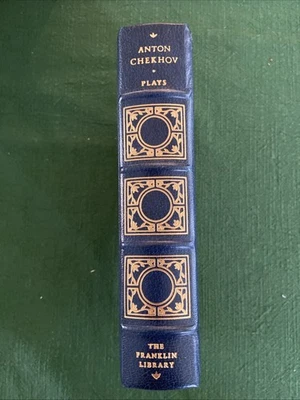 ANTON
CHEKHOV
PLAYS
THE
FRANKLIN
LIBRARY